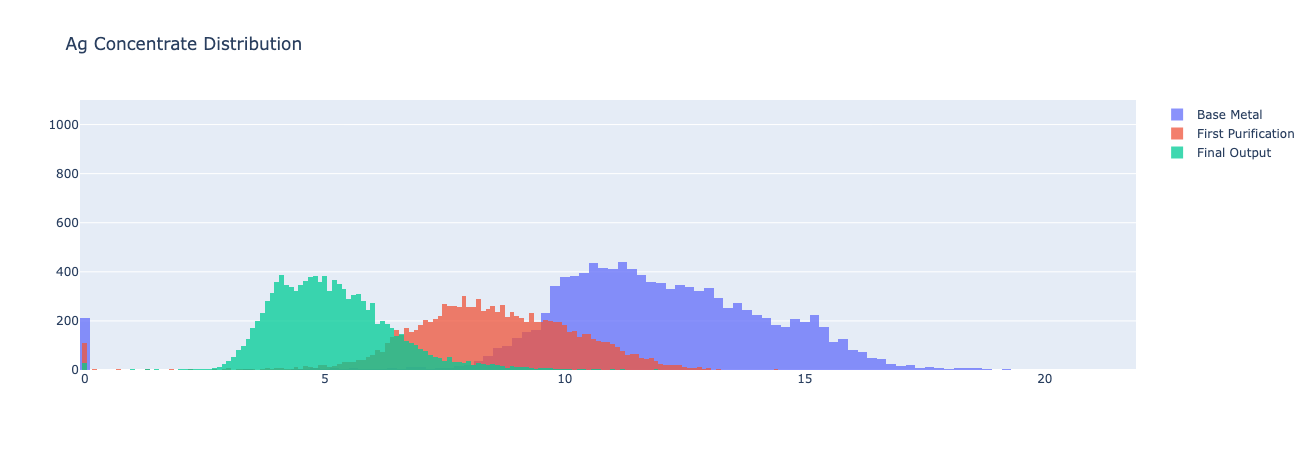 Ag Concentrate Distribution
1000
800
600
400
200
0
0 5 10 15 20
Base Metal
First Purification
Final Output